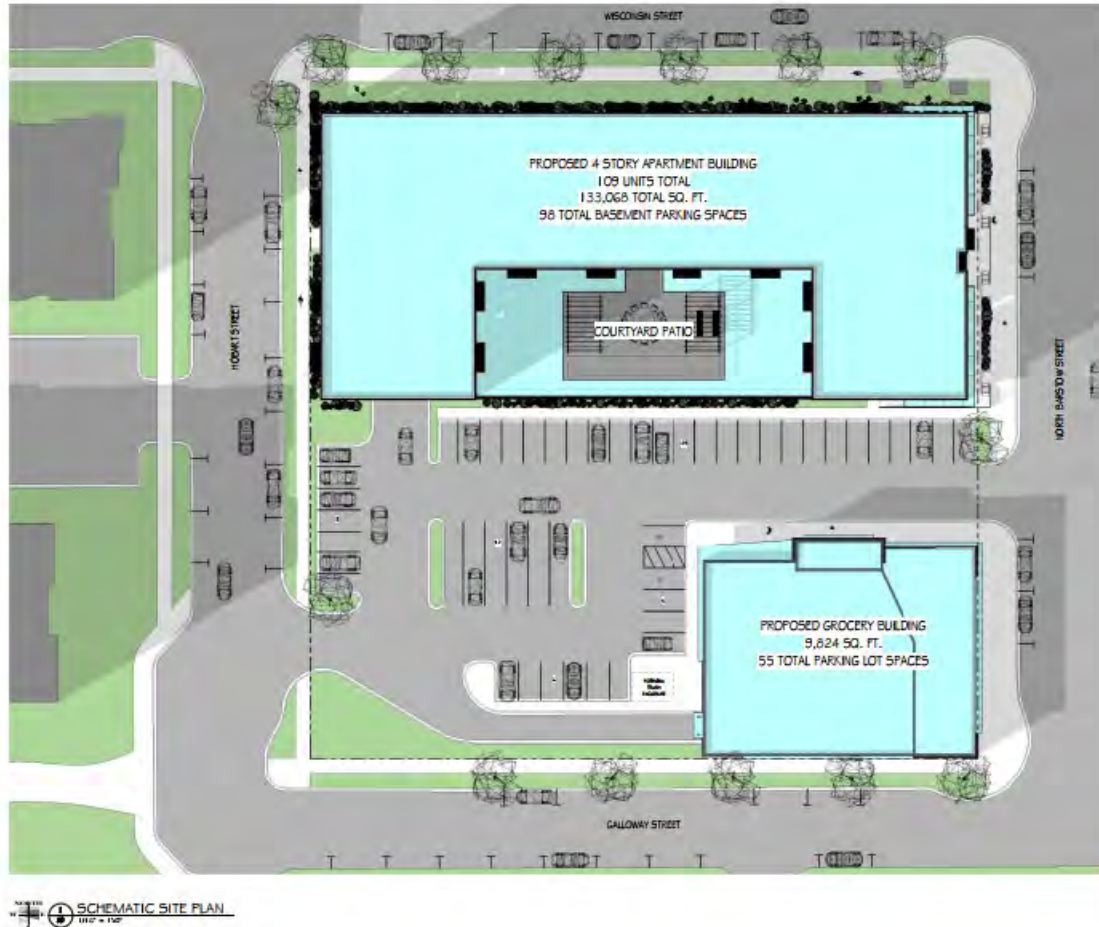 WISCONSIN STREET
PROPOSED 4 STORY APARTMENT BUILDING
109 UNITS TOTAL
133,068 TOTAL SQ. FT.
98 TOTAL BASEMENT PARKING SPACES
COURTYARD PATIO
HOBART STREET
NORTH BARSTOW STREET
PROPOSED GROCERY BUILDING
9,824 SQ. FT.
55 TOTAL PARKING LOT SPACES
GALLOWAY STREET
NORTH
W
1
SCHEMATIC SITE PLAN